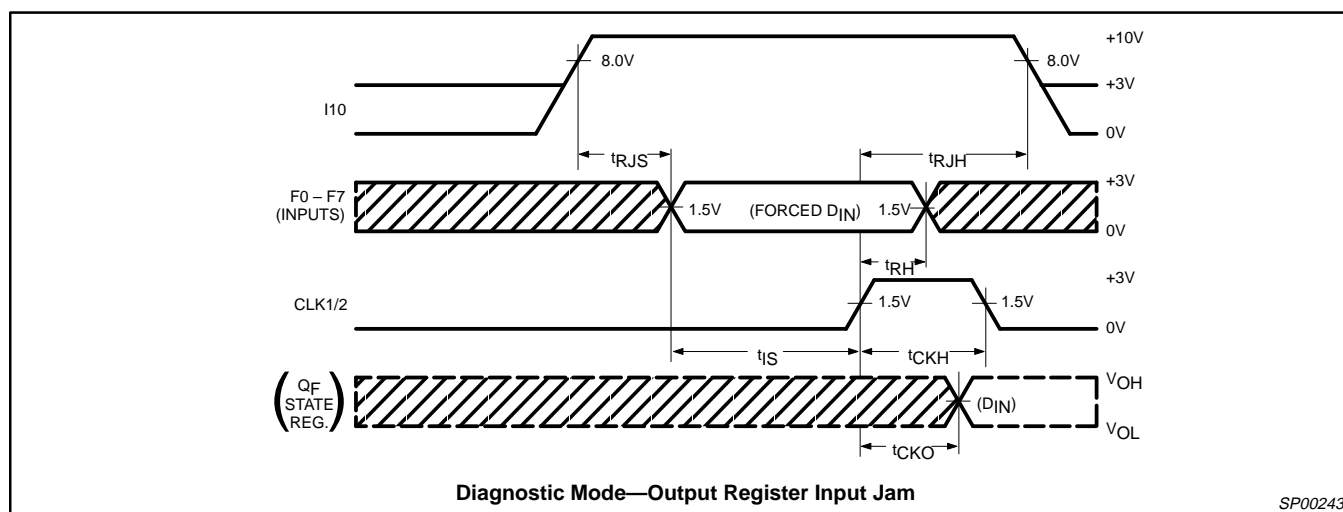 +10V
8.0V
8.0V
+3V
I10
0V
tRJS
tRJH
+3V
F0 – F7
(INPUTS)
1.5V
(FORCED DIN)
1.5V
0V
tRH
+3V
CLK1/2
1.5V
1.5V
0V
tIS
tCKH
VOH
QF
STATE
REG.
(DIN)
VOL
tCKO
Diagnostic Mode—Output Register Input Jam
SP00243